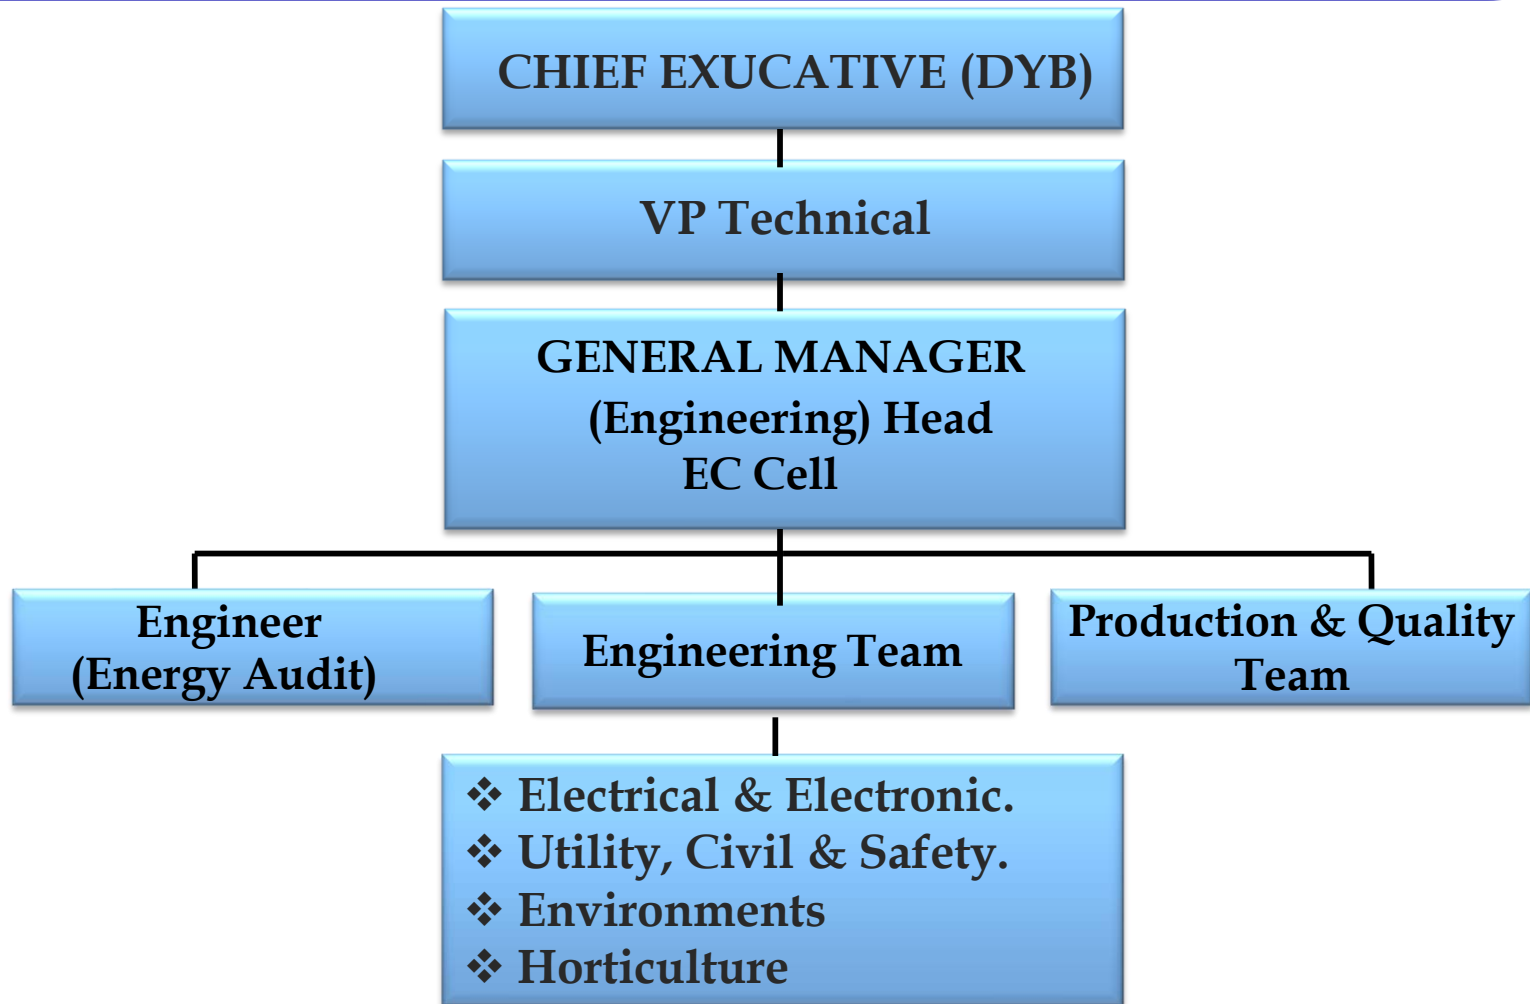 CHIEF EXUCATIVE (DYB)
VP Technical
GENERAL MANAGER
(Engineering) Head
EC Cell
Engineer
(Energy Audit)
Engineering Team
Production & Quality
Team
❖ Electrical & Electronic.
❖ Utility, Civil & Safety.
❖ Environments
❖ Horticulture